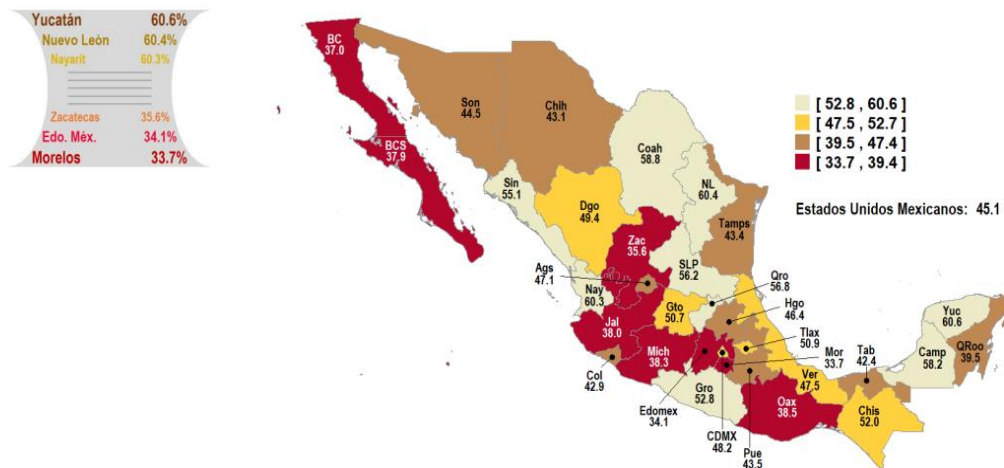 Yucatán 60.6%
Nuevo León 60.4%
Nayarit 60.3%
Zacatecas 35.6%
Edo. Méx. 34.1%
Morelos 33.7%
BC
37.0
Son
44.5
Chih
43.1
BCS
37.9
Coah
58.8
Sin
55.1
NL
60.4
Dgo
49.4
Tamps
43.4
Zac
35.6
SLP
56.2
Ags
47.1
Nay
60.3
Gto
50.7
Qro
56.8
Hgo
46.4
Jal
38.0
Tlax
50.9
Mich
38.3
Mor
33.7
Tab
42.4
Yuc
60.6
QRoo
39.5
Camp
58.2
Col
42.9
Gro
52.8
Ver
47.5
Edomex
34.1
Oax
38.5
Chis
52.0
CDMX
48.2
Pue
43.5
[ 52.8 , 60.6 ]
[ 47.5 , 52.7 ]
[ 39.5 , 47.4 ]
[ 33.7 , 39.4 ]
Estados Unidos Mexicanos: 45.1